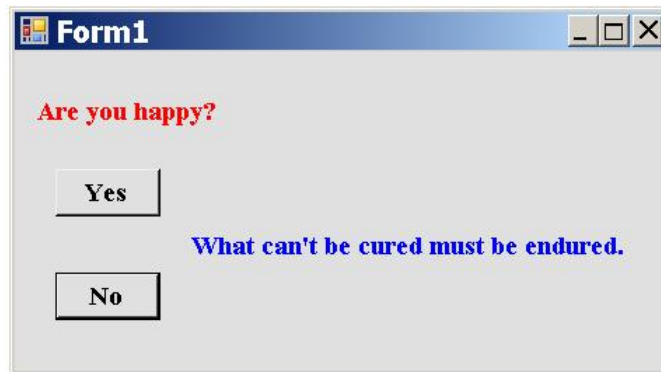 Form1
Are you happy?
Yes
What can't be cured must be endured.
No